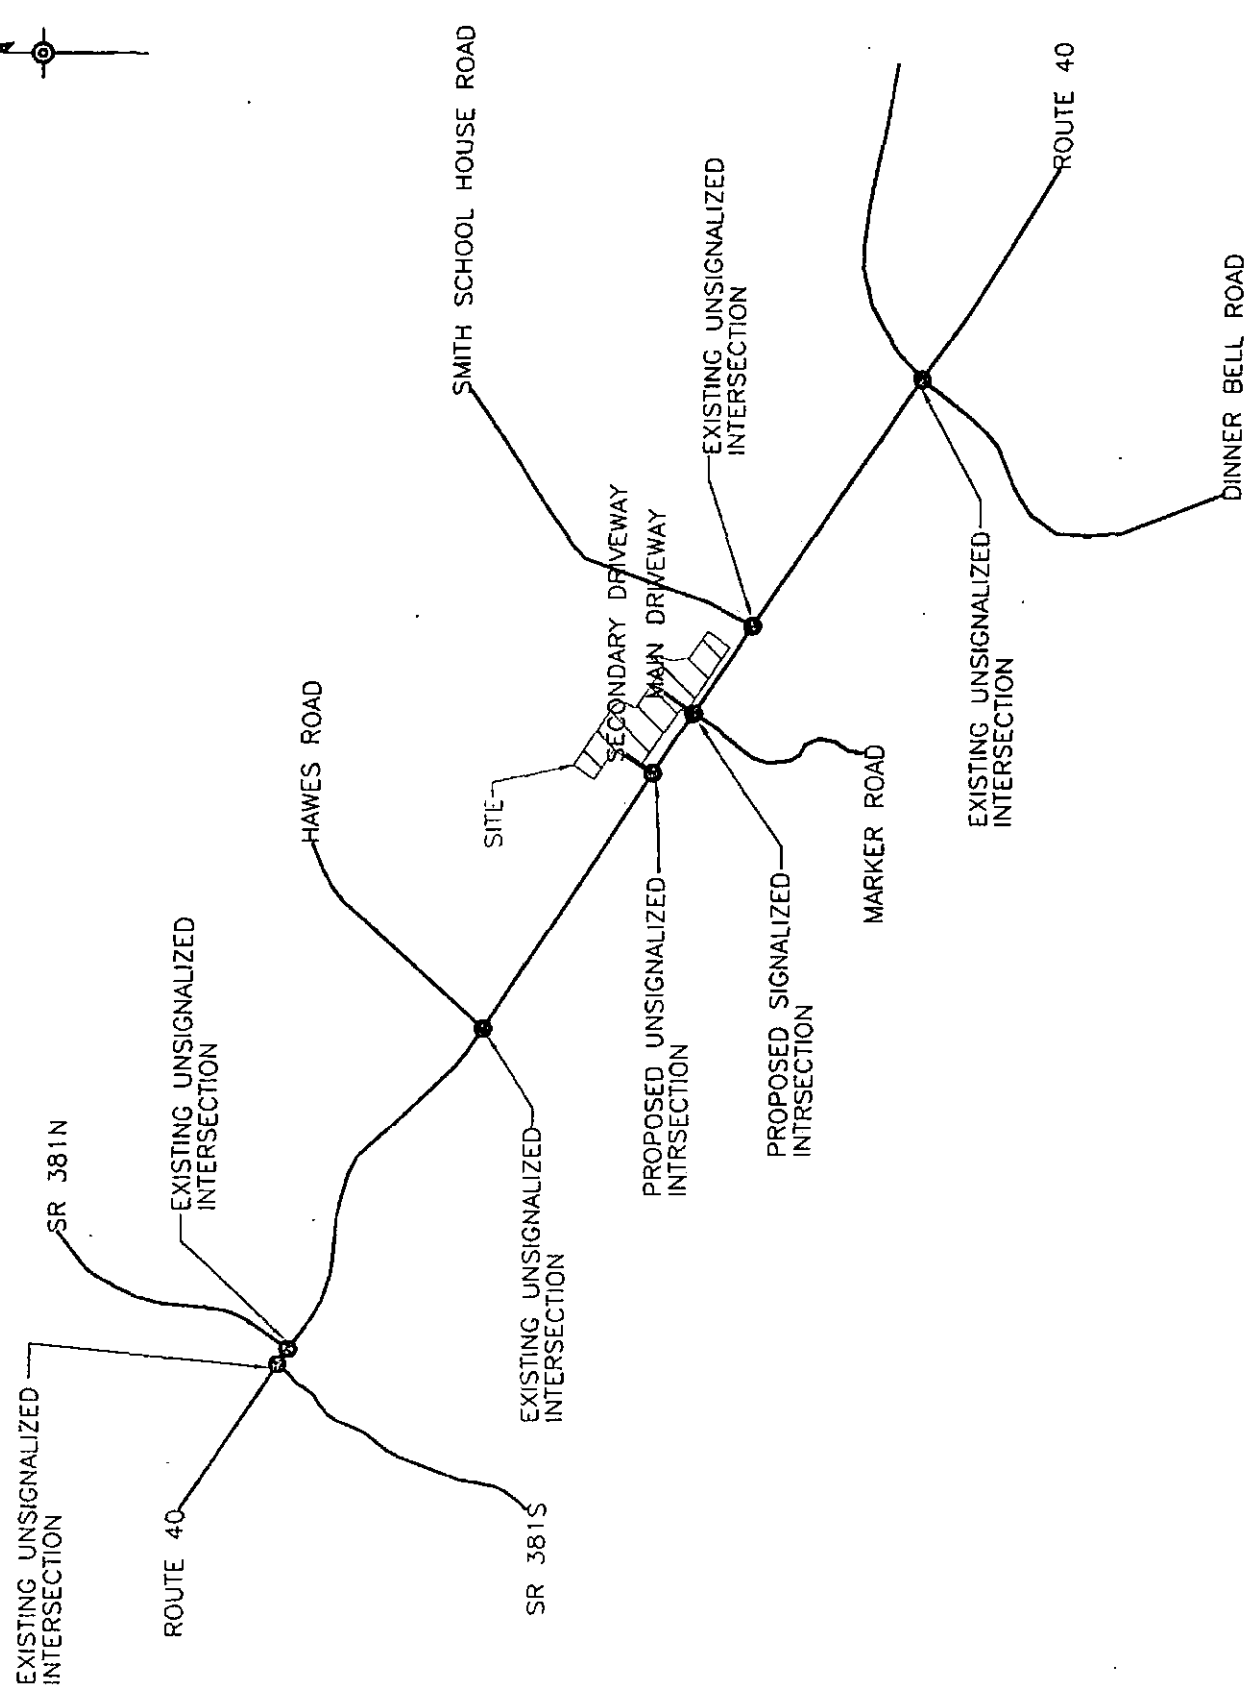 EXISTING UNSIGNALIZED
INTERSECTION
ROUTE 40
SR 381N
EXISTING UNSIGNALIZED
INTERSECTION
SR 381S
EXISTING UNSIGNALIZED
INTERSECTION
HAWES ROAD
SITE
SECONDARY DRIVEWAY
MAIN DRIVEWAY
PROPOSED UNSIGNALIZED
INTRSECTION
PROPOSED SIGNALIZED
INTRSECTION
MARKER ROAD
SMITH SCHOOL HOUSE ROAD
EXISTING UNSIGNALIZED
INTERSECTION
EXISTING UNSIGNALIZED
INTERSECTION
ROUTE 40
DINNER BELL ROAD